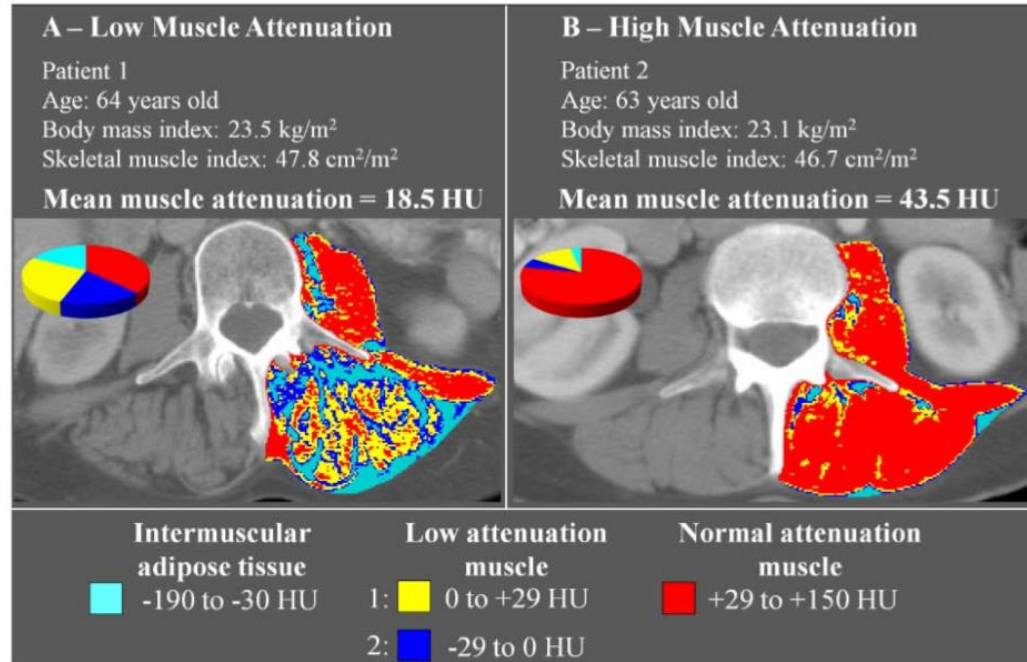 A – Low Muscle Attenuation
Patient 1
Age: 64 years old
Body mass index: 23.5 kg/m²
Skeletal muscle index: 47.8 cm²/m²
Mean muscle attenuation = 18.5 HU
B – High Muscle Attenuation
Patient 2
Age: 63 years old
Body mass index: 23.1 kg/m²
Skeletal muscle index: 46.7 cm²/m²
Mean muscle attenuation = 43.5 HU
Intermuscular
adipose tissue
-190 to -30 HU
Low attenuation
muscle
1: 0 to +29 HU
2: -29 to 0 HU
Normal attenuation
muscle
+29 to +150 HU